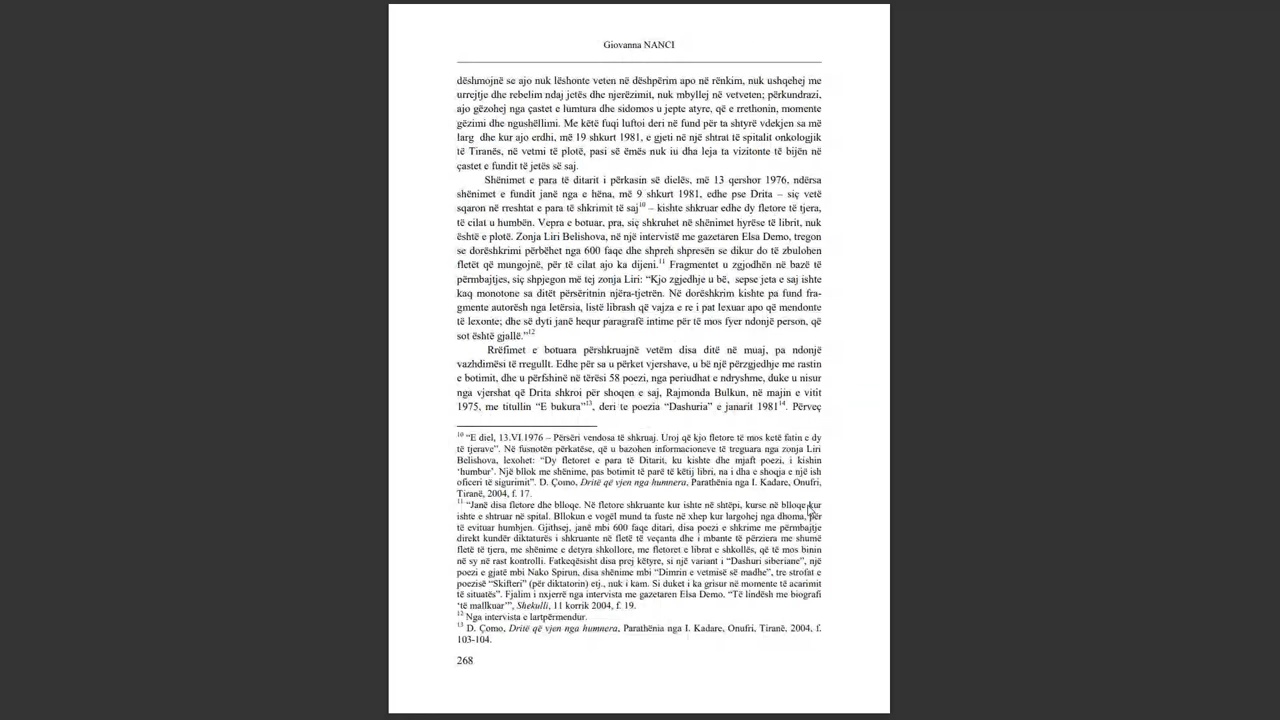 Giovanna NANCI
dëshmojnë se ajo nuk lëshonte veten në dëshpërim apo në rënkim, nuk ushqehej me
urrejtje dhe rebelim ndaj jetës dhe njerëzimit, nuk mbyllej në vetveten; përkundrazi,
ajo gëzohej nga çastet e lumtura dhe sidomos u jepte atyre, që e rrethonin, momente
gëzimi dhe ngushëllimi. Me këtë fuqi luftoi deri në fund për ta shtyrë vdekjen sa më
larg dhe kur ajo erdhi, më 19 shkurt 1981, e gjeti në një shtrat të spitalit onkologjik
të Tiranës, në vetmi të plotë, pasi së ëmës nuk iu dha leja ta vizitonte të bijën në
çastet e fundit të jetës së saj.
Shënimet e para të ditarit i përkasin së dielës, më 13 qershor 1976, ndërsa
shënimet e fundit janë nga e hëna, më 9 shkurt 1981, edhe pse Drita – siç vetë
sqaron në rreshtat e para të shkrimit të saj10 – kishte shkruar edhe dy fletore të tjera,
të cilat u humbën. Vepra e botuar, pra, siç shkruhet në shënimet hyrëse të librit, nuk
është e plotë. Zonja Liri Belishova, në një intervistë me gazetaren Elsa Demo, tregon
se dorëshkrimi përbëhet nga 600 faqe dhe shpreh shpresën se dikur do të zbulohen
fletët që mungojnë, për të cilat ajo ka dijeni.11 Fragmentet u zgjodhën në bazë të
përmbajtjes, siç shpjegon më tej zonja Liri: “Kjo zgjedhje u bë, sepse jeta e saj ishte
kaq monotone sa ditët përsëritnin njëra-tjetrën. Në dorëshkrim kishte pa fund fra-
gmente autorësh nga letërsia, listë librash që vajza e re i pat lexuar apo që mendonte
të lexonte; dhe së dyti janë hequr paragrafë intime për të mos fyer ndonjë person, që
sot është gjallë.”12
Rrëfimet e botuara përshkruajnë vetëm disa ditë në muaj, pa ndonjë
vazhdimësi të rregullt. Edhe për sa u përket vjershave, u bë një përzgjedhje me rastin
e botimit, dhe u përfshinë në tërësi 58 poezi, nga periudhat e ndryshme, duke u nisur
nga vjershat që Drita shkroi për shoqen e saj, Rajmonda Bulkun, në majin e vitit
1975, me titullin “E bukura”13, deri te poezia “Dashuria” e janarit 198114. Përveç
10 “E diel, 13.VI.1976 – Përsëri vendosa të shkruaj. Uroj që kjo fletore të mos ketë fatin e dy
të tjerave”. Në fusnotën përkatëse, që u bazohen informacioneve të treguara nga zonja Liri
Belishova, lexohet: “Dy fletoret e para të Ditarit, ku kishte dhe mjaft poezi, i kishin
‘humbur’. Një bllok me shënime, pas botimit të parë të këtij libri, na i dha e shoqja e një ish
oficeri të sigurimit”. D. Çomo, Dritë që vjen nga humnera, Parathënia nga I. Kadare, Onufri,
Tiranë, 2004, f. 17.
11 “Janë disa fletore dhe blloqe. Në fletore shkruante kur ishte në shtëpi, kurse në blloqe kur
ishte e shtruar në spital. Bllokun e vogël mund ta fuste në xhep kur largohej nga dhoma, për
të evituar humbjen. Gjithsej, janë mbi 600 faqe ditari, disa poezi e shkrime me përmbajtje
direkt kundër diktaturës i shkruante në fletë të veçanta dhe i mbante të përziera me shumë
fletë të tjera, me shënime e detyra shkollore, me fletoret e librat e shkollës, që të mos binin
në sy në rast kontrolli. Fatkeqësisht disa prej këtyre, si një variant i “Dashuri siberiane”, një
poezi e gjatë mbi Nako Spirun, disa shënime mbi “Dimrin e vetmisë së madhe”, tre strofat e
poezisë “Skifteri” (për diktatorin) etj., nuk i kam. Si duket i ka grisur në momente të acarimit
të situatës”. Fjalim i nxjerrë nga intervista me gazetaren Elsa Demo. “Të lindësh me biografi
‘të mallkuar’”, Shekulli, 11 korrik 2004, f. 19.
12 Nga intervista e lartpërmendur.
13 D. Çomo, Dritë që vjen nga humnera, Parathënia nga I. Kadare, Onufri, Tiranë, 2004, f.
103-104.
268